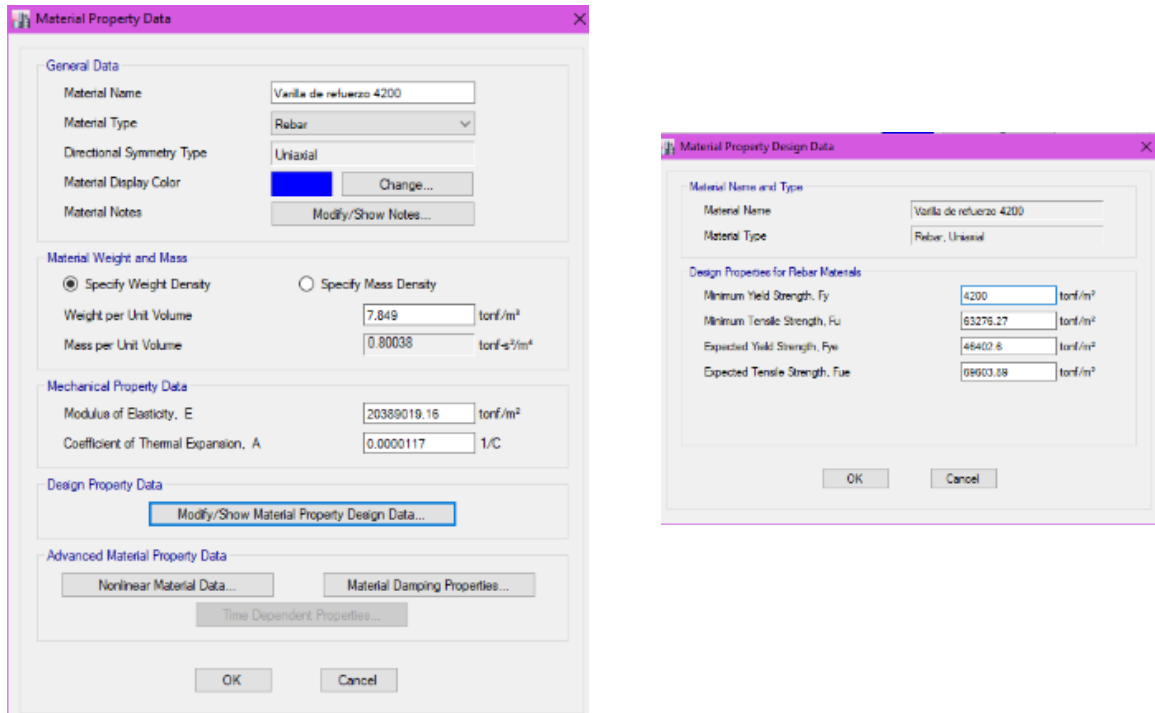 Material Property Data
General Data
Material Name Varilla de refuerzo 4200
Material Type Rebar
Directional Symmetry Type Uniaxial
Material Display Color Change...
Material Notes Modify/Show Notes...
Material Weight and Mass
Specify Weight Density Specify Mass Density
Weight per Unit Volume 7.849 tonf/m³
Mass per Unit Volume 0.80038 tonf-s²/m⁴
Mechanical Property Data
Modulus of Elasticity, E 20389019.16 tonf/m²
Coefficient of Thermal Expansion, A 0.0000117 1/C
Design Property Data
Modify/Show Material Property Design Data...
Advanced Material Property Data
Nonlinear Material Data... Material Damping Properties...
Time Dependent Properties...
OK Cancel
Material Property Design Data
Material Name and Type
Material Name Varilla de refuerzo 4200
Material Type Rebar, Uniaxial
Design Properties for Rebar Materials
Minimum Yield Strength, Fy 4200 tonf/m²
Minimum Tensile Strength, Fu 63276.27 tonf/m²
Expected Yield Strength, Fye 46402.6 tonf/m²
Expected Tensile Strength, Fue 69603.89 tonf/m²
OK Cancel